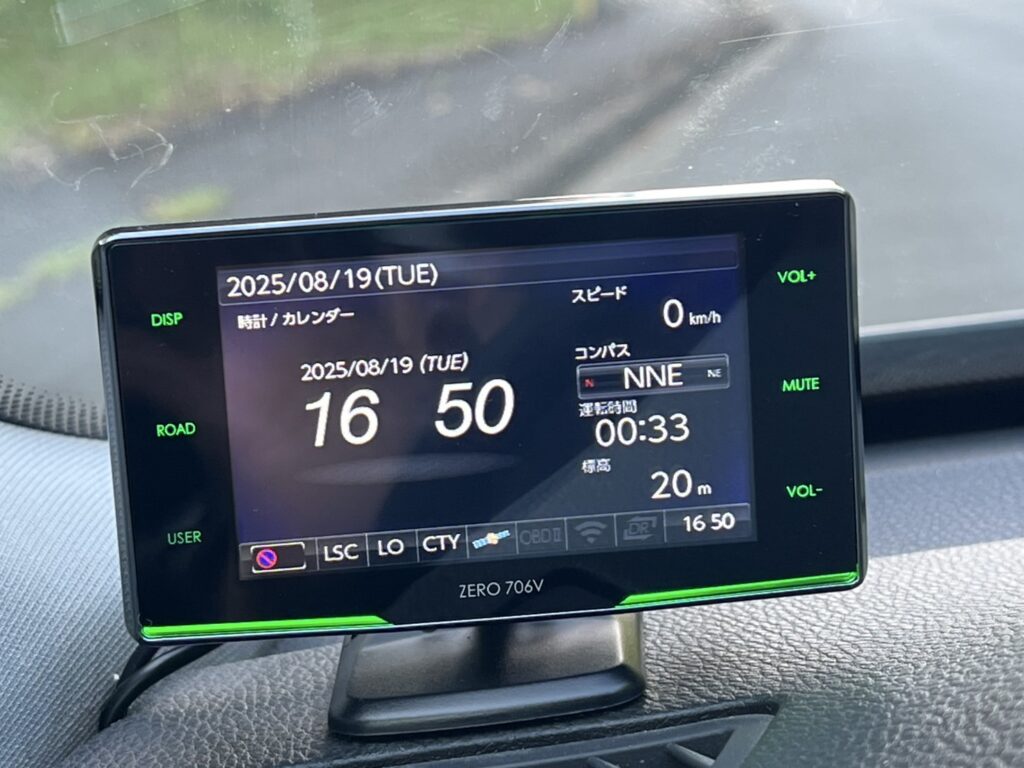 2025/08/19(TUE)
時計/カレンダー
2025/08/19 (TUE)
16 50
スピード
0 km/h
コンパス
N NNE NE
運転時間
00:33
標高
20 m
LSC LO CTY OBDⅡ DR 16 50
DISP
ROAD
USER
VOL+
MUTE
VOL-
ZERO 706V